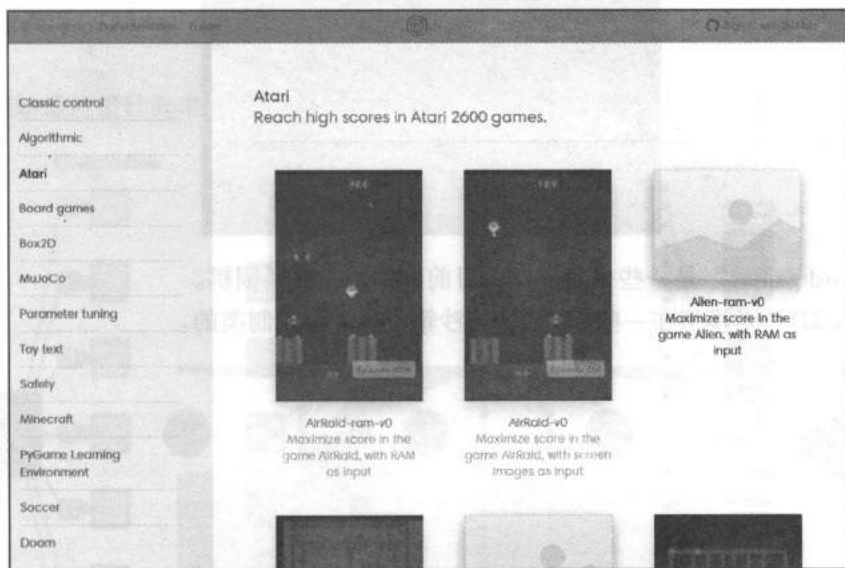 Documentation
Classic control
Algorithmic
Atari
Board games
Box2D
MuJoCo
Parameter tuning
Toy text
Safety
Minecraft
PyGame Learning
Environment
Soccer
Doom
Atari
Reach high scores in Atari 2600 games.
AirRaid-ram-v0
Maximize score in the
game AirRaid, with RAM
as input
AirRaid-v0
Maximize score in the
game AirRaid, with screen
images as input
Alien-ram-v0
Maximize score in the
game Alien, with RAM as
input